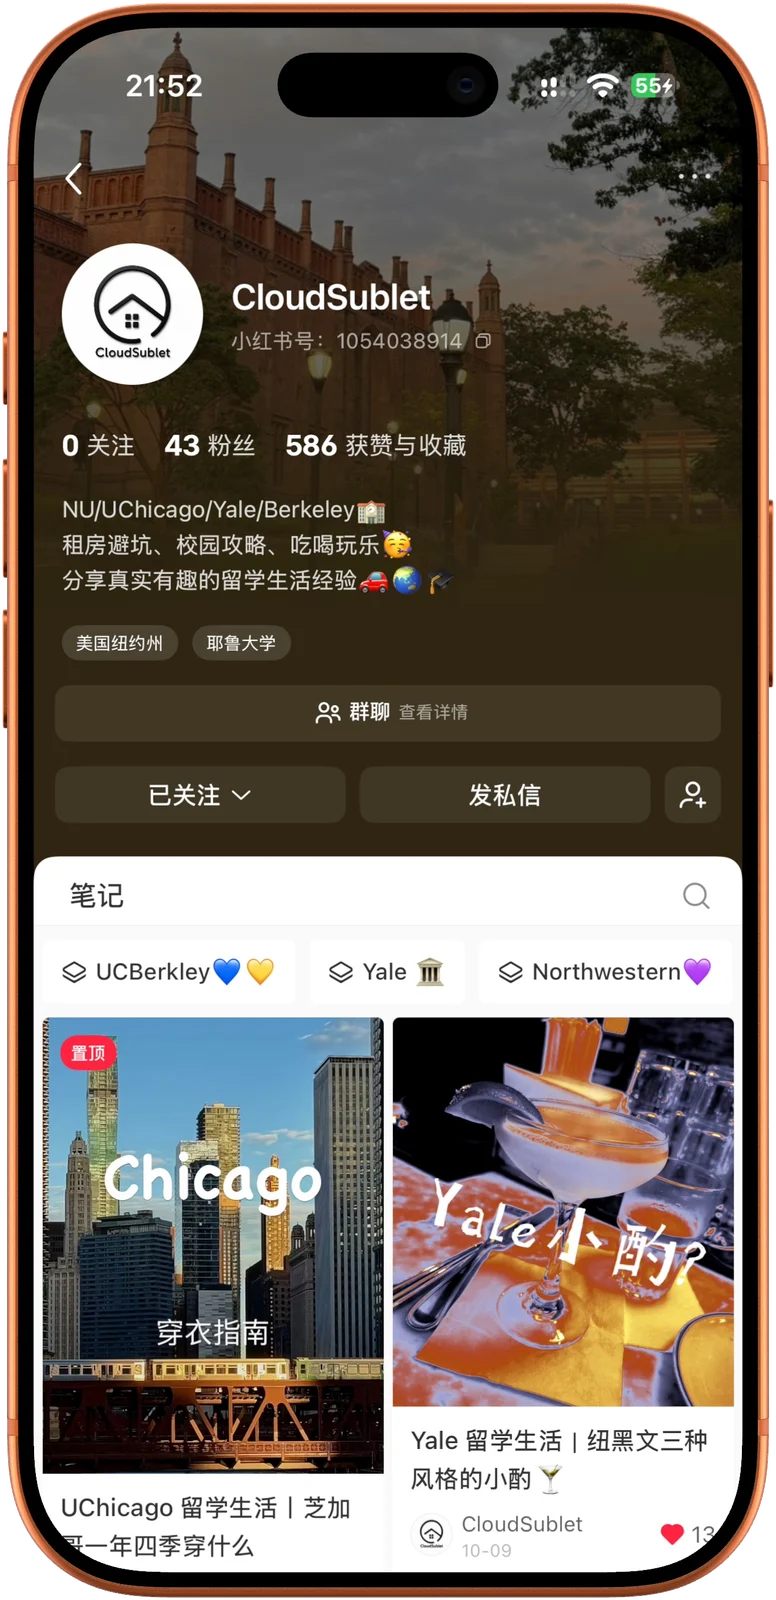 21:52
55
CloudSublet
CloudSublet
小红书号：1054038914
0 关注 43 粉丝 586 获赞与收藏
NU/UChicago/Yale/Berkeley🏫
租房避坑、校园攻略、吃喝玩乐🥳
分享真实有趣的留学生活经验🚗🌏🎓
美国纽约州 耶鲁大学
群聊 查看详情
已关注 发私信
笔记
UCBerkley💙💛 Yale 🏛️ Northwestern💜
置顶
Chicago
穿衣指南
UChicago 留学生活丨芝加
哥一年四季穿什么
Yale 小酌?
Yale 留学生活｜纽黑文三种
风格的小酌🍸
CloudSublet
10-09
13